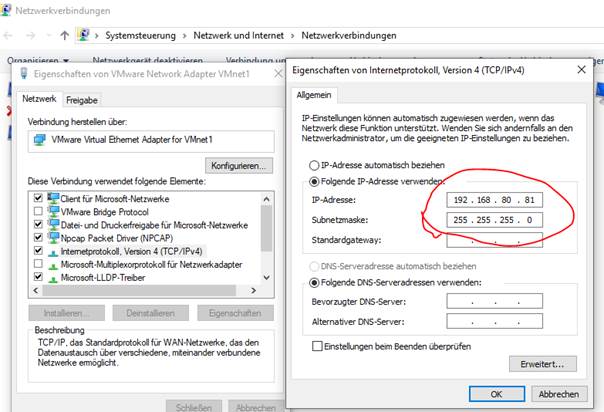 Netzwerkverbindungen
Systemsteuerung > Netzwerk und Internet > Netzwerkverbindungen
Organisieren Netzwerkgerät deaktivieren Verbindung un
Eigenschaften von VMware Network Adapter VMnet1
Netzwerk Freigabe
Verbindung herstellen über:
VMware Virtual Ethernet Adapter for VMnet1
Konfigurieren...
Diese Verbindung verwendet folgende Elemente:
Client für Microsoft-Netzwerke
VMware Bridge Protocol
Datei- und Druckerfreigabe für Microsoft-Netzwerke
Npcap Packet Driver (NPCAP)
Internetprotokoll, Version 4 (TCP/IPv4)
Microsoft-Multiplexorprotokoll für Netzwerkadapter
Microsoft-LLDP-Treiber
Installieren... Deinstallieren Eigenschaften
Beschreibung
TCP/IP, das Standardprotokoll für WAN-Netzwerke, das den
Datenaustausch über verschiedene, miteinander verbundene
Netzwerke ermöglicht.
Schließen Abbrechen
Eigenschaften von Internetprotokoll, Version 4 (TCP/IPv4)
Allgemein
IP-Einstellungen können automatisch zugewiesen werden, wenn das
Netzwerk diese Funktion unterstützt. Wenden Sie sich andernfalls an den
Netzwerkadministrator, um die geeigneten IP-Einstellungen zu beziehen.
IP-Adresse automatisch beziehen
Folgende IP-Adresse verwenden:
IP-Adresse: 192 . 168 . 80 . 81
Subnetzmaske: 255 . 255 . 255 . 0
Standardgateway: . . .
DNS-Serveradresse automatisch beziehen
Folgende DNS-Serveradressen verwenden:
Bevorzugter DNS-Server: . . .
Alternativer DNS-Server: . . .
Einstellungen beim Beenden überprüfen
Erweitert...
OK Abbrechen